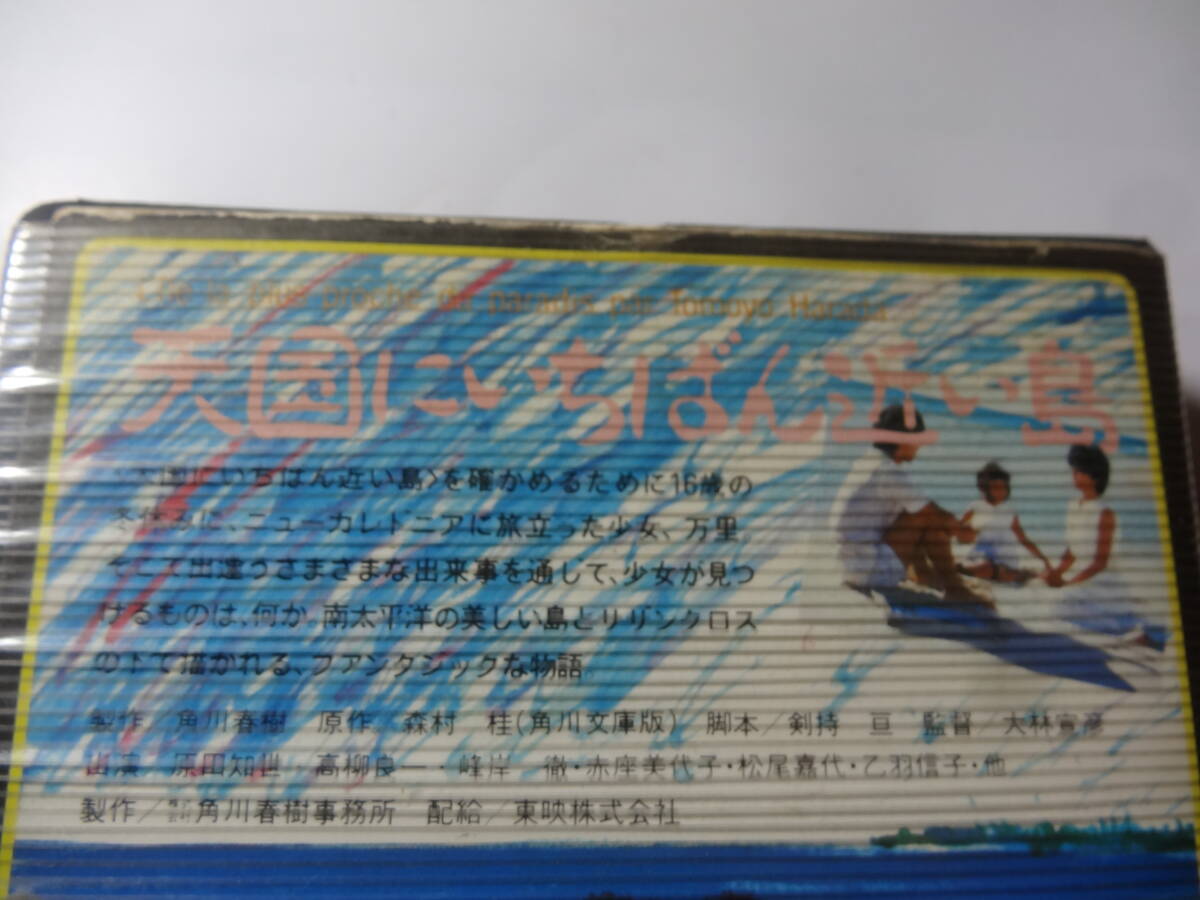 l'île la plus proche du paradis par Tomoyo Harada
天国にいちばん近い島
〈天国にいちばん近い島〉を確かめるために16歳の
冬休みに、ニューカレドニアに旅立った少女、万里。
そこで出逢うさまざまな出来事を通して、少女が見つ
けるものは、何か。南太平洋の美しい島とサザンクロス
の下で描かれる、ファンタジックな物語。
製作／角川春樹 原作／森村 桂（角川文庫版） 脚本／剣持 亘 監督／大林宣彦
出演／原田知世・高柳良一・峰岸 徹・赤座美代子・松尾嘉代・乙羽信子・他
製作／株式会社角川春樹事務所 配給／東映株式会社